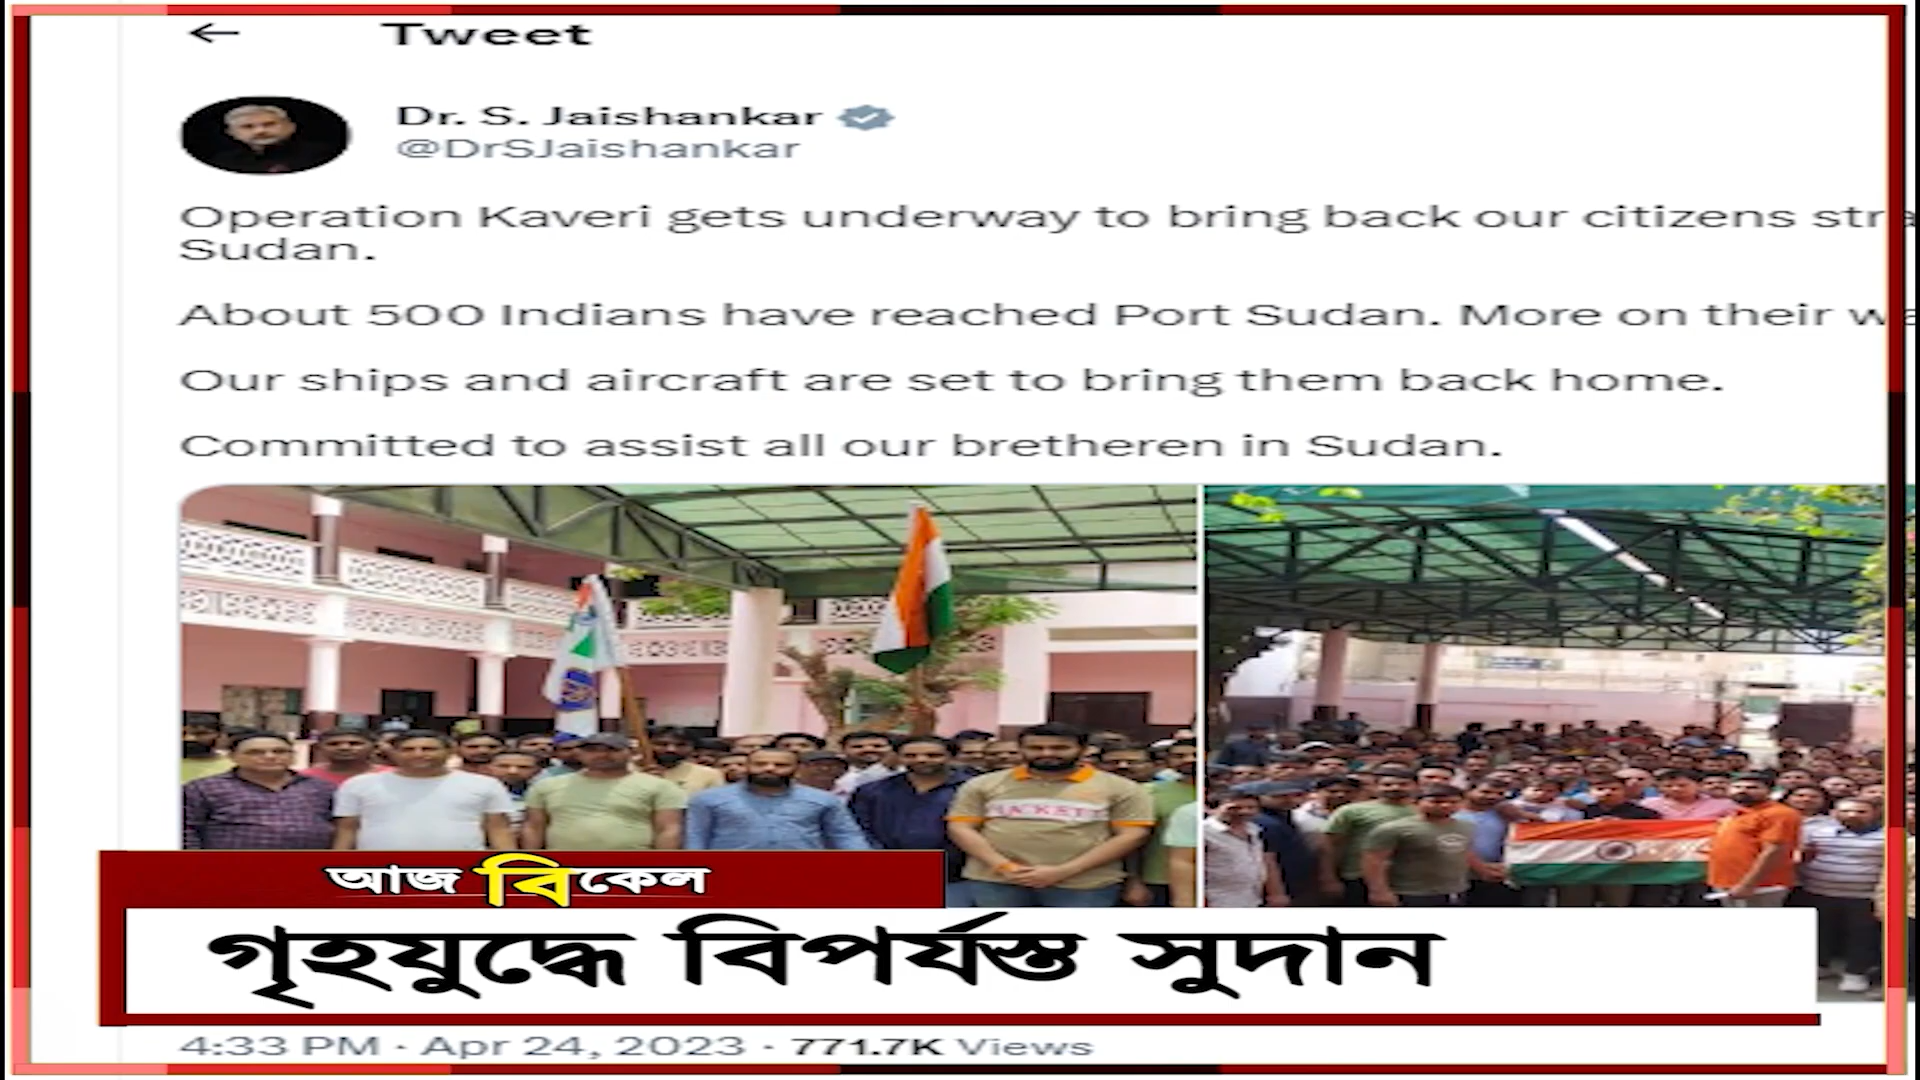 Tweet
Dr. S. Jaishankar
@DrSJaishankar
Operation Kaveri gets underway to bring back our citizens
Sudan.
About 500 Indians have reached Port Sudan. More on their
Our ships and aircraft are set to bring them back home.
Committed to assist all our bretheren in Sudan.
আজ বিকেল
গৃহযুদ্ধে বিপর্যস্ত সুদান
4:33 PM · Apr 24, 2023 · 771.7K Views